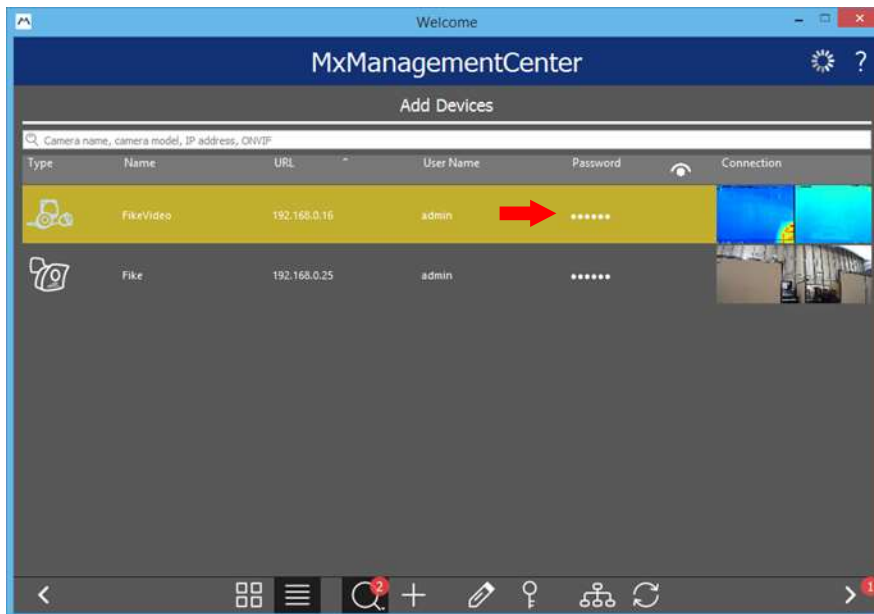 Welcome
MxManagementCenter
?
Add Devices
Camera name, camera model, IP address, ONVIF
Type Name URL User Name Password Connection
FikeVideo 192.168.0.16 admin ••••••
Fike 192.168.0.25 admin ••••••
2
1